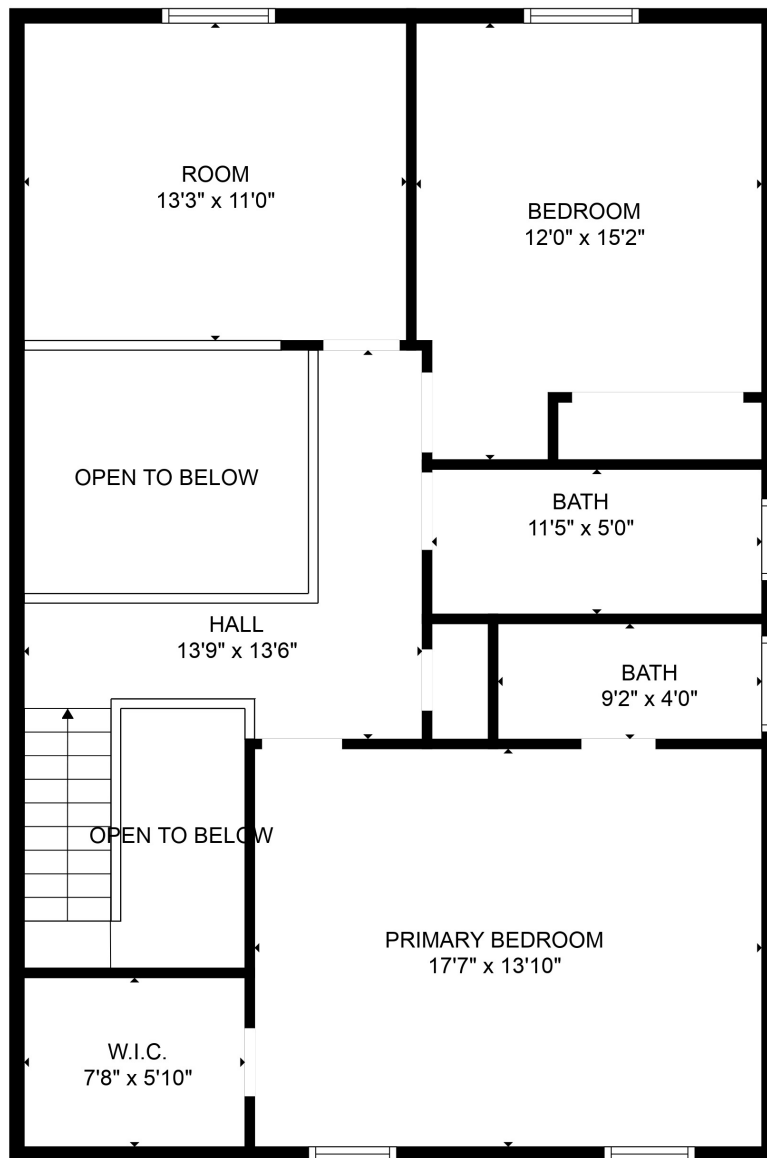 ROOM
13'3" x 11'0"
BEDROOM
12'0" x 15'2"
OPEN TO BELOW
BATH
11'5" x 5'0"
HALL
13'9" x 13'6"
BATH
9'2" x 4'0"
OPEN TO BELOW
PRIMARY BEDROOM
17'7" x 13'10"
W.I.C.
7'8" x 5'10"